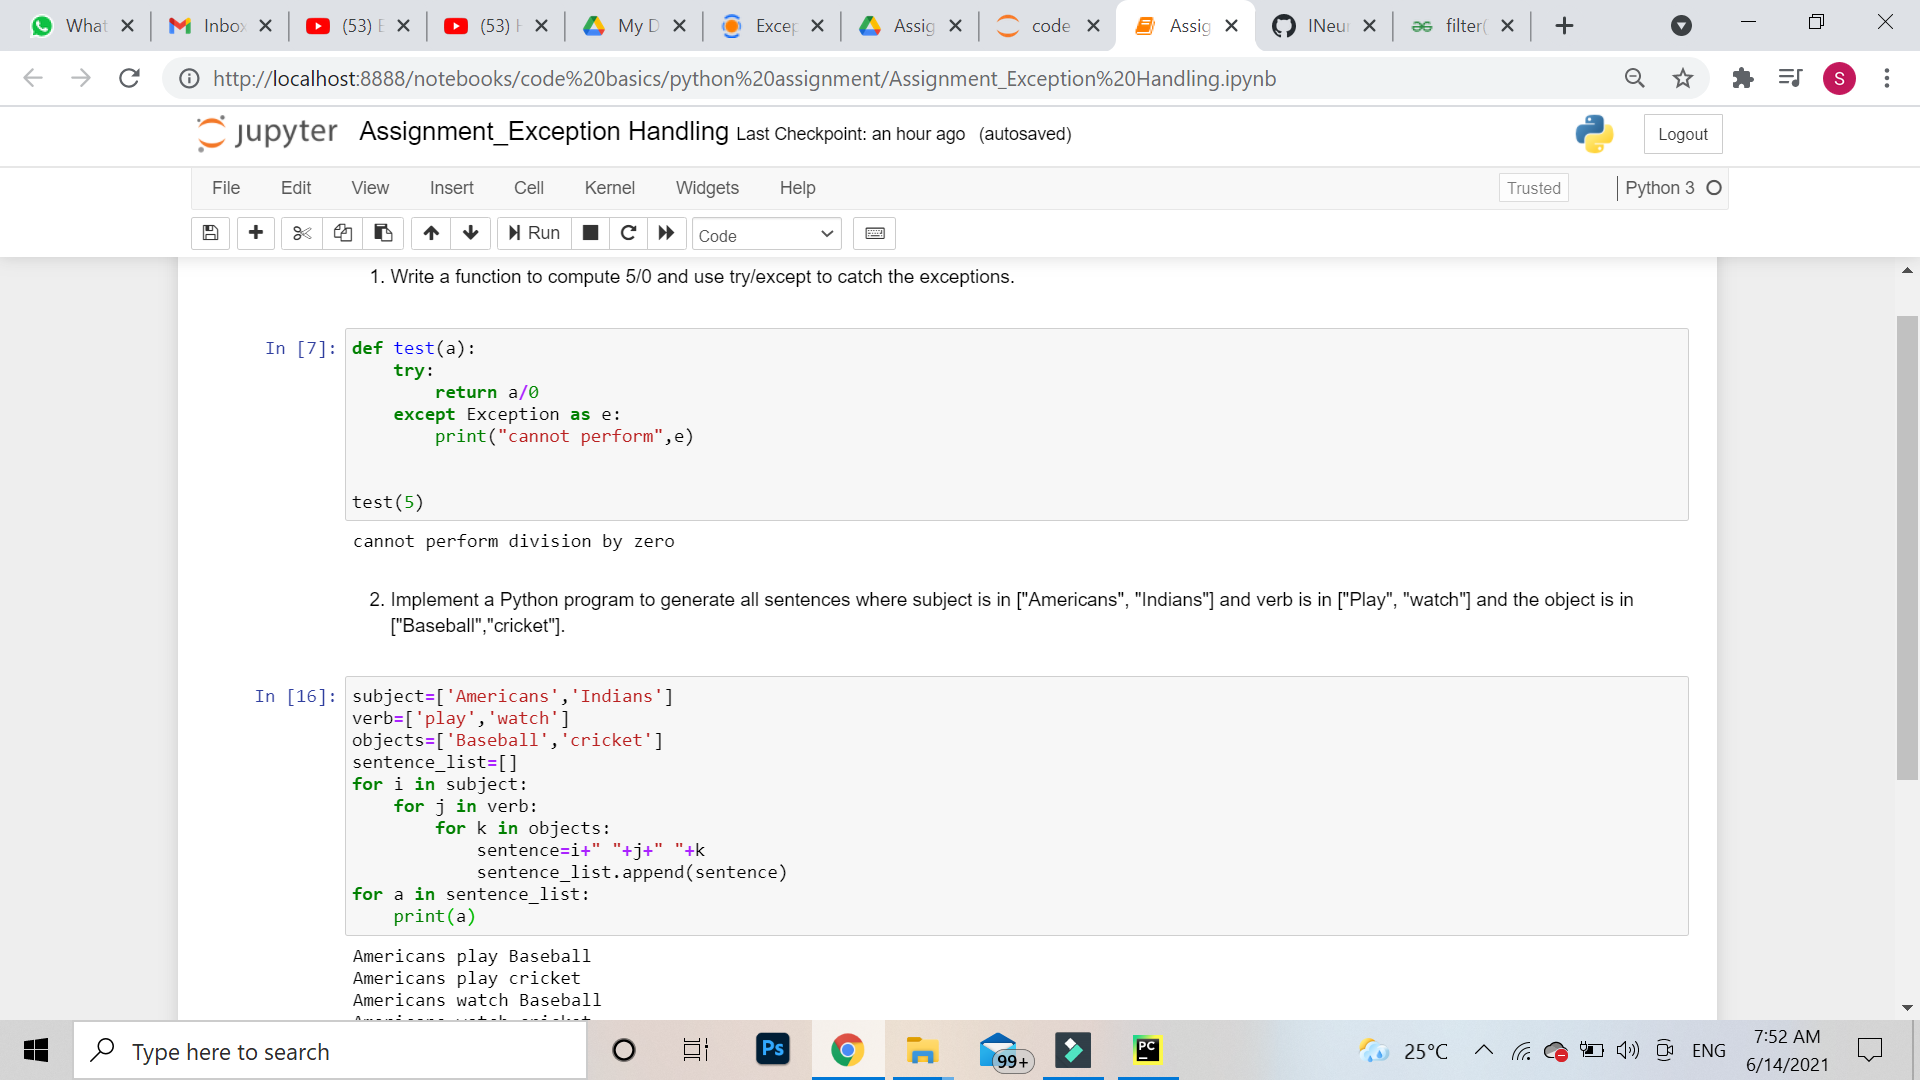 What
Inbox
(53) E
(53) F
My D
Excep
Assig
code
Assig
INeur
filter(
http://localhost:8888/notebooks/code%20basics/python%20assignment/Assignment_Exception%20Handling.ipynb
S
jupyter Assignment_Exception Handling Last Checkpoint: an hour ago (autosaved)
Logout
File Edit View Insert Cell Kernel Widgets Help
Trusted
Python 3
Run
Code
1. Write a function to compute 5/0 and use try/except to catch the exceptions.
In [7]:
def test(a):
    try:
        return a/0
    except Exception as e:
        print("cannot perform",e)
test(5)
cannot perform division by zero
2. Implement a Python program to generate all sentences where subject is in ["Americans", "Indians"] and verb is in ["Play", "watch"] and the object is in
["Baseball","cricket"].
In [16]:
subject=['Americans','Indians']
verb=['play','watch']
objects=['Baseball','cricket']
sentence_list=[]
for i in subject:
    for j in verb:
        for k in objects:
            sentence=i+" "+j+" "+k
            sentence_list.append(sentence)
for a in sentence_list:
    print(a)
Americans play Baseball
Americans play cricket
Americans watch Baseball
Americans watch cricket
Type here to search
Ps
99+
PC
25°C
ENG
7:52 AM
6/14/2021